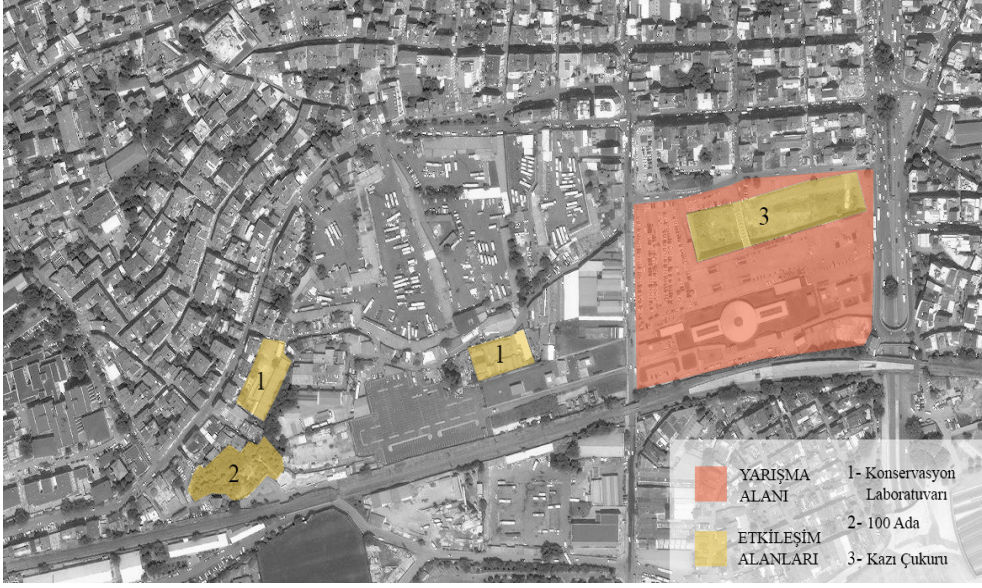 3
1
1
2
YARIŞMA
ALANI
ETKİLEŞİM
ALANLARI
1- Konservasyon
Laboratuvarı
2- 100 Ada
3- Kazı Çukuru